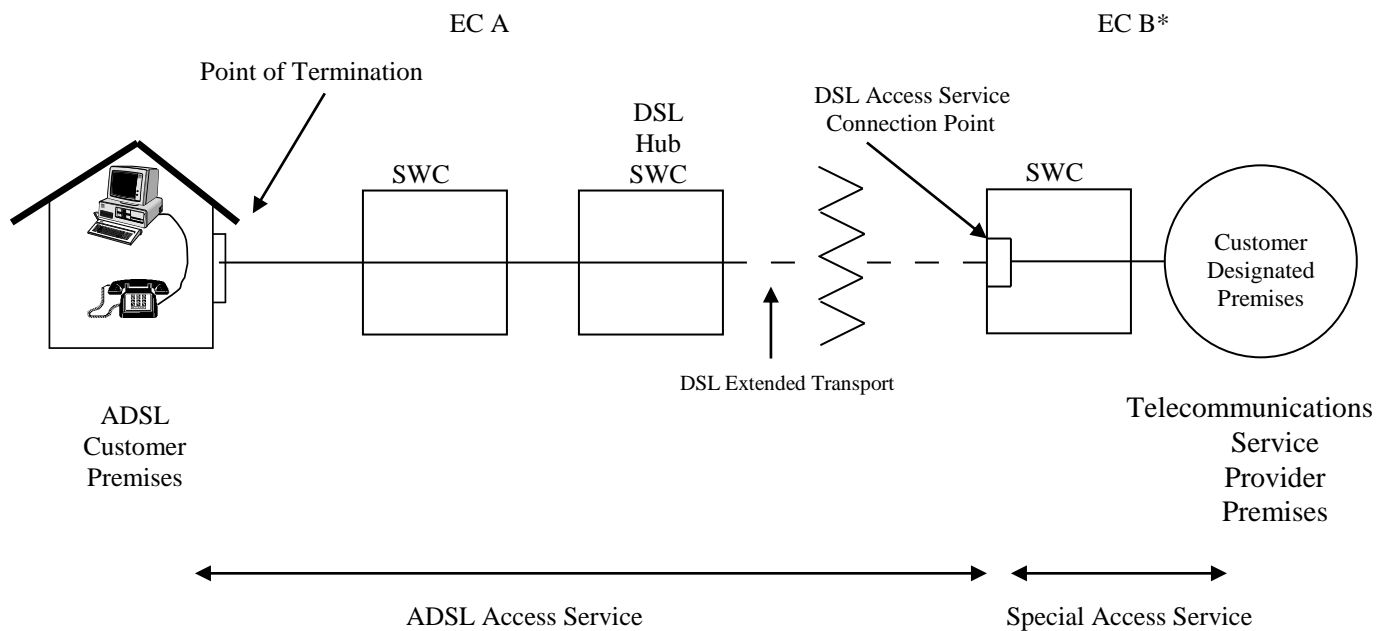 EC A
EC B*
Point of Termination
DSL Access Service
Connection Point
DSL
Hub
SWC
SWC
SWC
Customer
Designated
Premises
DSL Extended Transport
ADSL
Customer
Premises
Telecommunications
Service
Provider
Premises
ADSL Access Service
Special Access Service